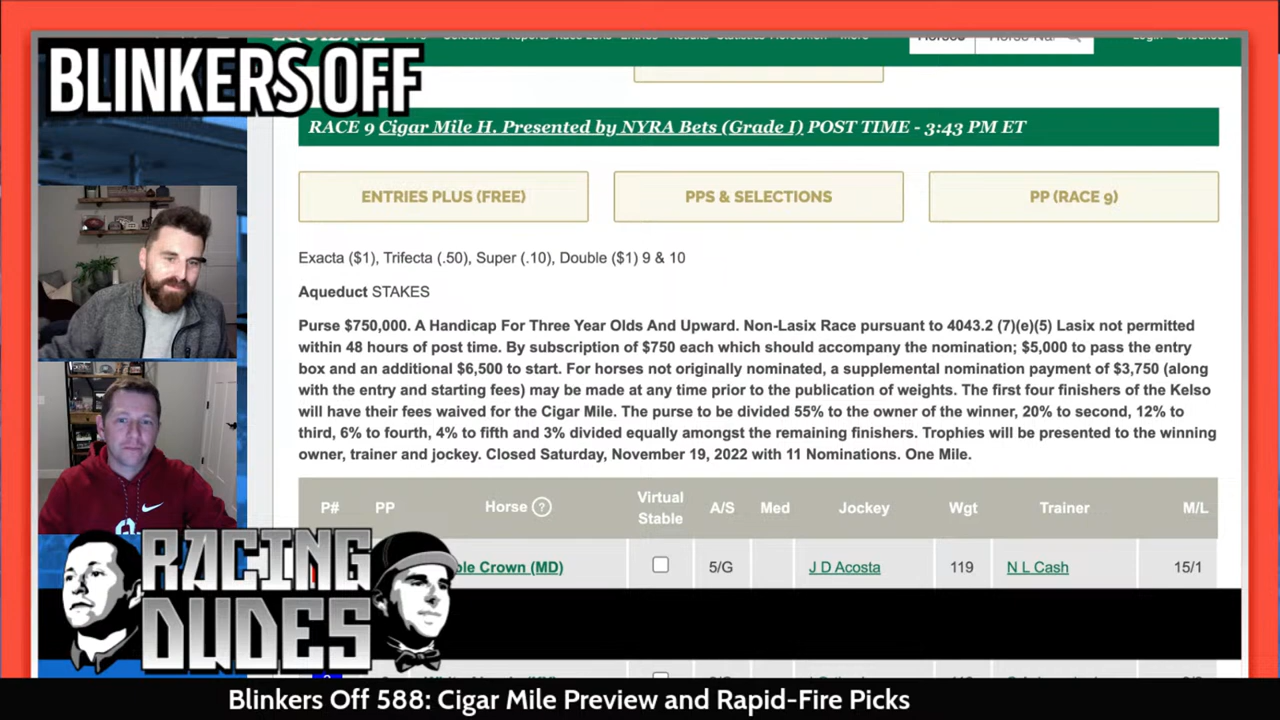 BLINKERS OFF
RACE 9 Cigar Mile H. Presented by NYRA Bets (Grade I) POST TIME - 3:43 PM ET
ENTRIES PLUS (FREE) PPS & SELECTIONS PP (RACE 9)
Exacta ($1), Trifecta (.50), Super (.10), Double ($1) 9 & 10
Aqueduct STAKES
Purse $750,000. A Handicap For Three Year Olds And Upward. Non-Lasix Race pursuant to 4043.2 (7)(e)(5) Lasix not permitted
within 48 hours of post time. By subscription of $750 each which should accompany the nomination; $5,000 to pass the entry
box and an additional $6,500 to start. For horses not originally nominated, a supplemental nomination payment of $3,750 (along
with the entry and starting fees) may be made at any time prior to the publication of weights. The first four finishers of the Kelso
will have their fees waived for the Cigar Mile. The purse to be divided 55% to the owner of the winner, 20% to second, 12% to
third, 6% to fourth, 4% to fifth and 3% divided equally amongst the remaining finishers. Trophies will be presented to the winning
owner, trainer and jockey. Closed Saturday, November 19, 2022 with 11 Nominations. One Mile.
P# PP Horse ? Virtual Stable A/S Med Jockey Wgt Trainer M/L
ble Crown (MD) 5/G J D Acosta 119 N L Cash 15/1
RACING
DUDES
Blinkers Off 588: Cigar Mile Preview and Rapid-Fire Picks